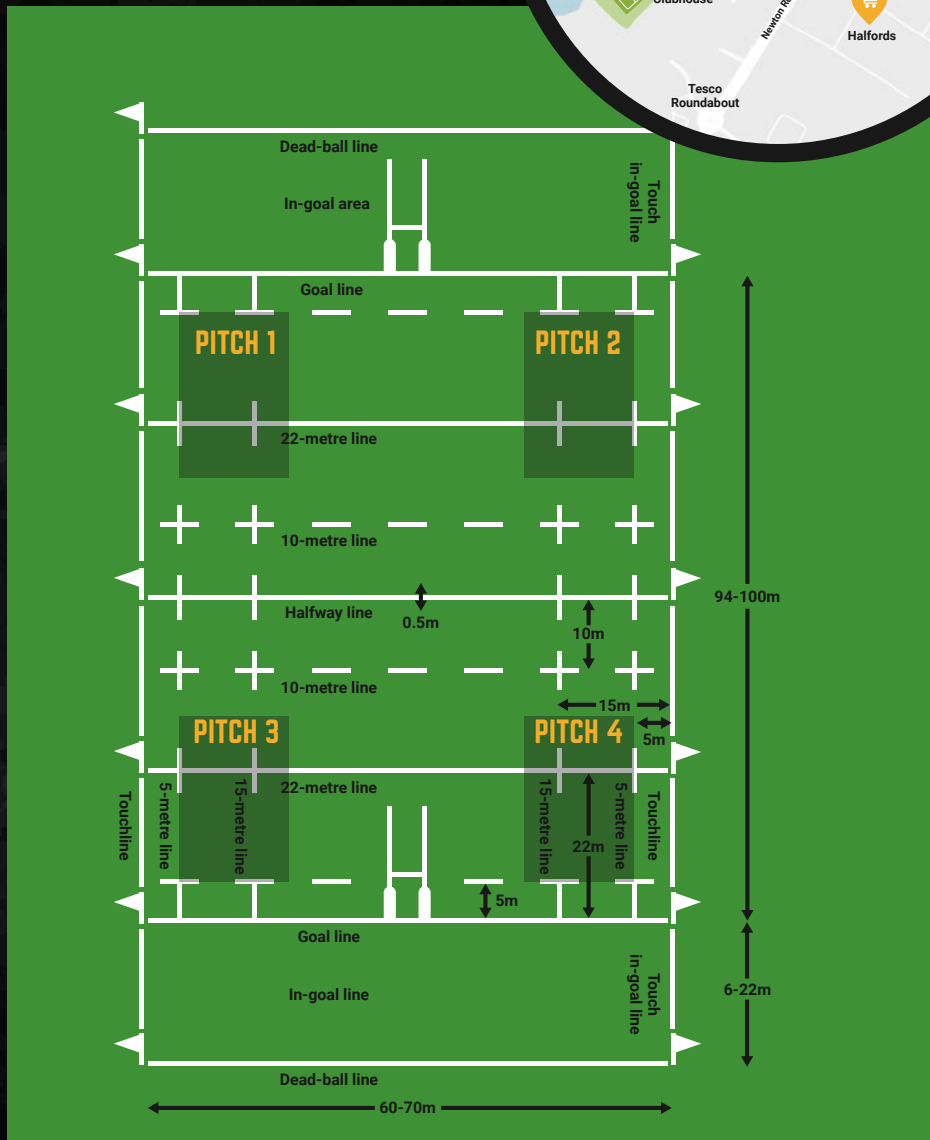 Clubhouse
Newton R
Halfords
Tesco
Roundabout
Dead-ball line
In-goal area
Touch
in-goal line
Goal line
PITCH 1
PITCH 2
22-metre line
10-metre line
Halfway line
0.5m
10m
94-100m
10-metre line
15m
PITCH 3
PITCH 4
5m
22-metre line
Touchline
5-metre line
15-metre line
15-metre line
22m
5-metre line
Touchline
5m
Goal line
In-goal line
Touch
in-goal line
6-22m
Dead-ball line
60-70m